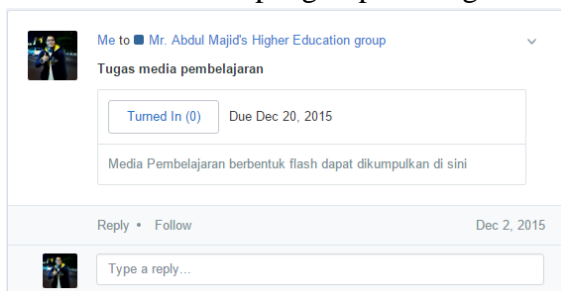 Me to Mr. Abdul Majid's Higher Education group
Tugas media pembelajaran
Turned In (0) Due Dec 20, 2015
Media Pembelajaran berbentuk flash dapat dikumpulkan di sini
Reply • Follow Dec 2, 2015
Type a reply...